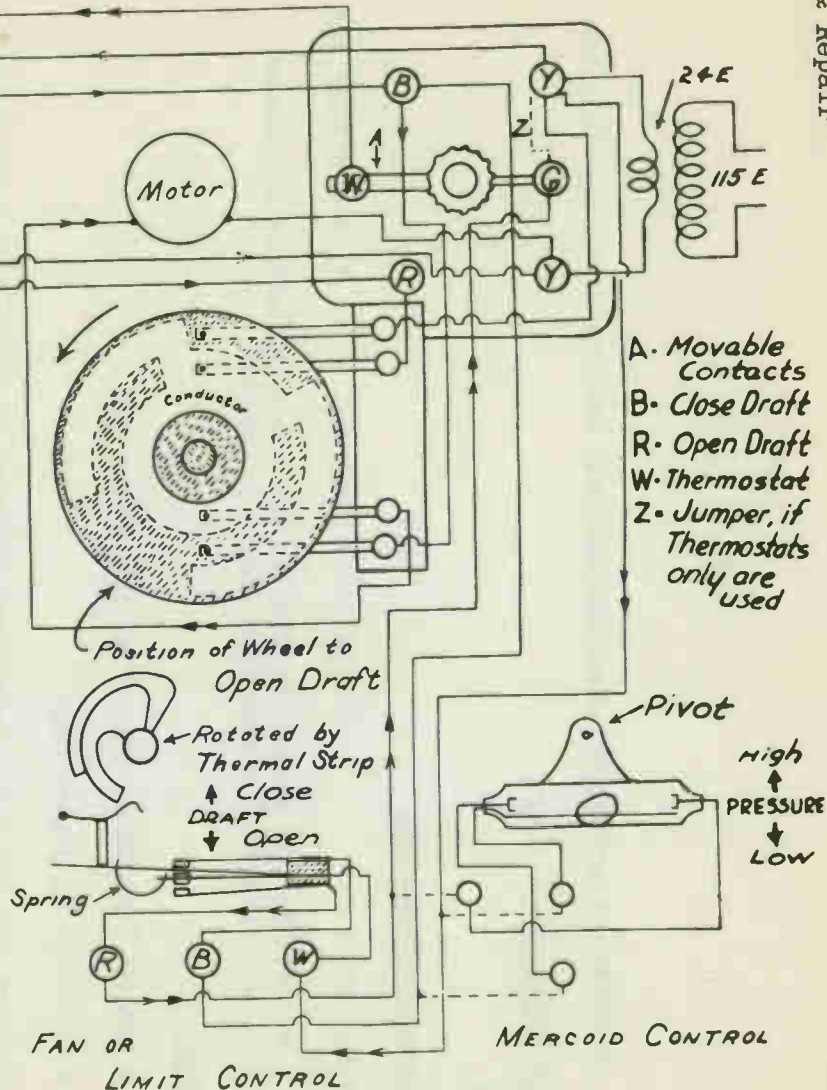 & Repair
B
Y
24E
115 E
A
Z
W
G
Motor
R
Y
Conductor
A. Movable
Contacts
B. Close Draft
R. Open Draft
W. Thermostat
Z. Jumper, if
Thermostats
only are
used
Position of Wheel to
Open Draft
Rotated by
Thermal Strip
Close
DRAFT
Open
Spring
R
B
W
Pivot
High
PRESSURE
Low
FAN OR
LIMIT CONTROL
MERCOID CONTROL